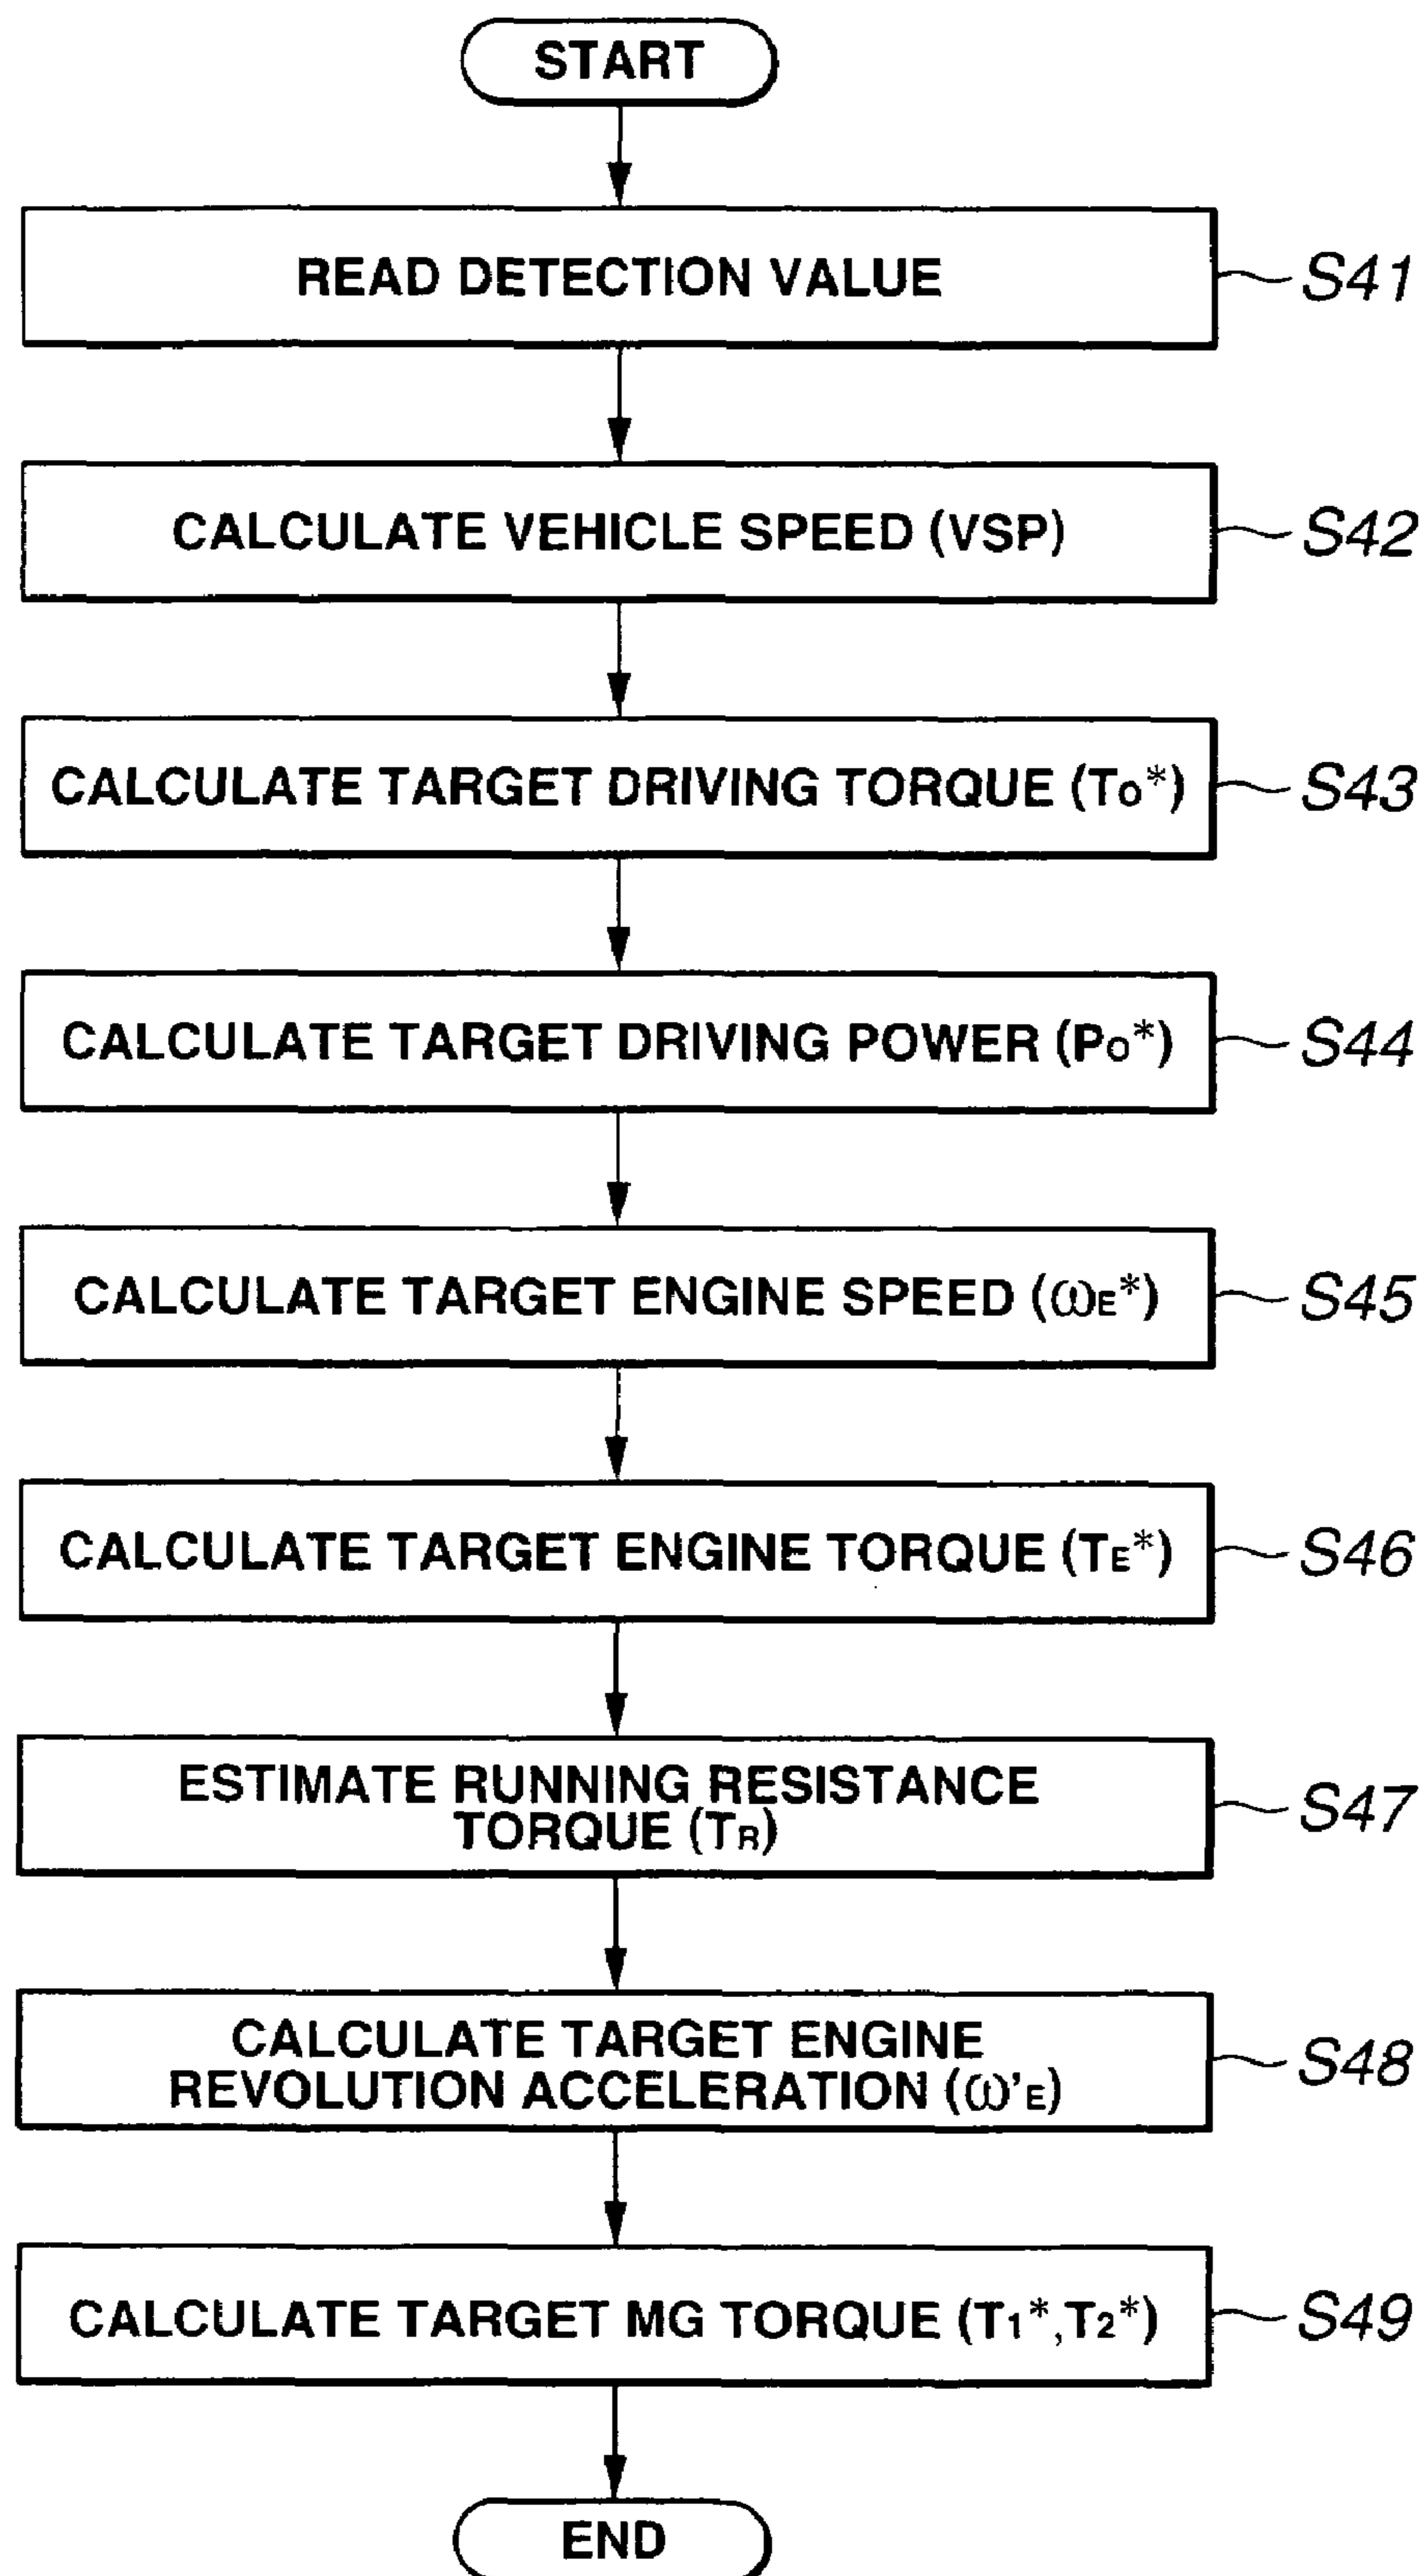 START
READ DETECTION VALUE
S41
CALCULATE VEHICLE SPEED (VSP)
S42
CALCULATE TARGET DRIVING TORQUE (To*)
S43
CALCULATE TARGET DRIVING POWER (Po*)
S44
CALCULATE TARGET ENGINE SPEED (ωE*)
S45
CALCULATE TARGET ENGINE TORQUE (TE*)
S46
ESTIMATE RUNNING RESISTANCE
TORQUE (TR)
S47
CALCULATE TARGET ENGINE
REVOLUTION ACCELERATION (ω'E)
S48
CALCULATE TARGET MG TORQUE (T1*,T2*)
S49
END